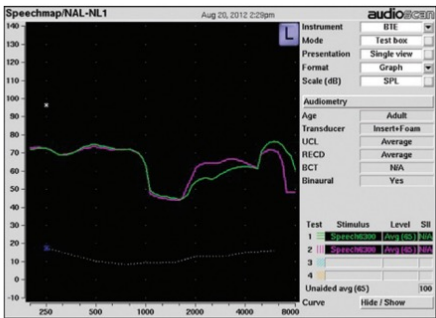 Speechmap/NAL-NL1 Aug 20, 2012 2:29pm audioscan
L
140
130
120
110
100
90
80
70
60
50
40
30
20
10
0
-10
250 500 1000 2000 4000 8000
Instrument BTE
Mode Test box
Presentation Single view
Format Graph
Scale (dB) SPL
Audiometry
Age Adult
Transducer Insert+Foam
UCL Average
RECD Average
BCT N/A
Binaural Yes
Test Stimulus Level SII
1 Speech6300 Avg (65) N/A
2 Speech6300 Avg (65) N/A
3
4
Unaided avg (65) 100
Curve Hide / Show